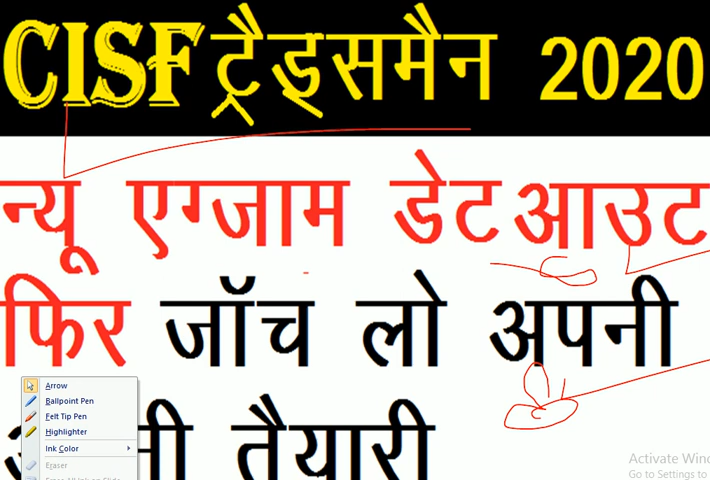 CISF ट्रैड्समैन 2020
न्यू एग्जाम डेट आउट
फिर जॉच लो अपनी
तैयारी
Arrow
Ballpoint Pen
Felt Tip Pen
Highlighter
Ink Color
Eraser
Activate Wind
Go to Settings to